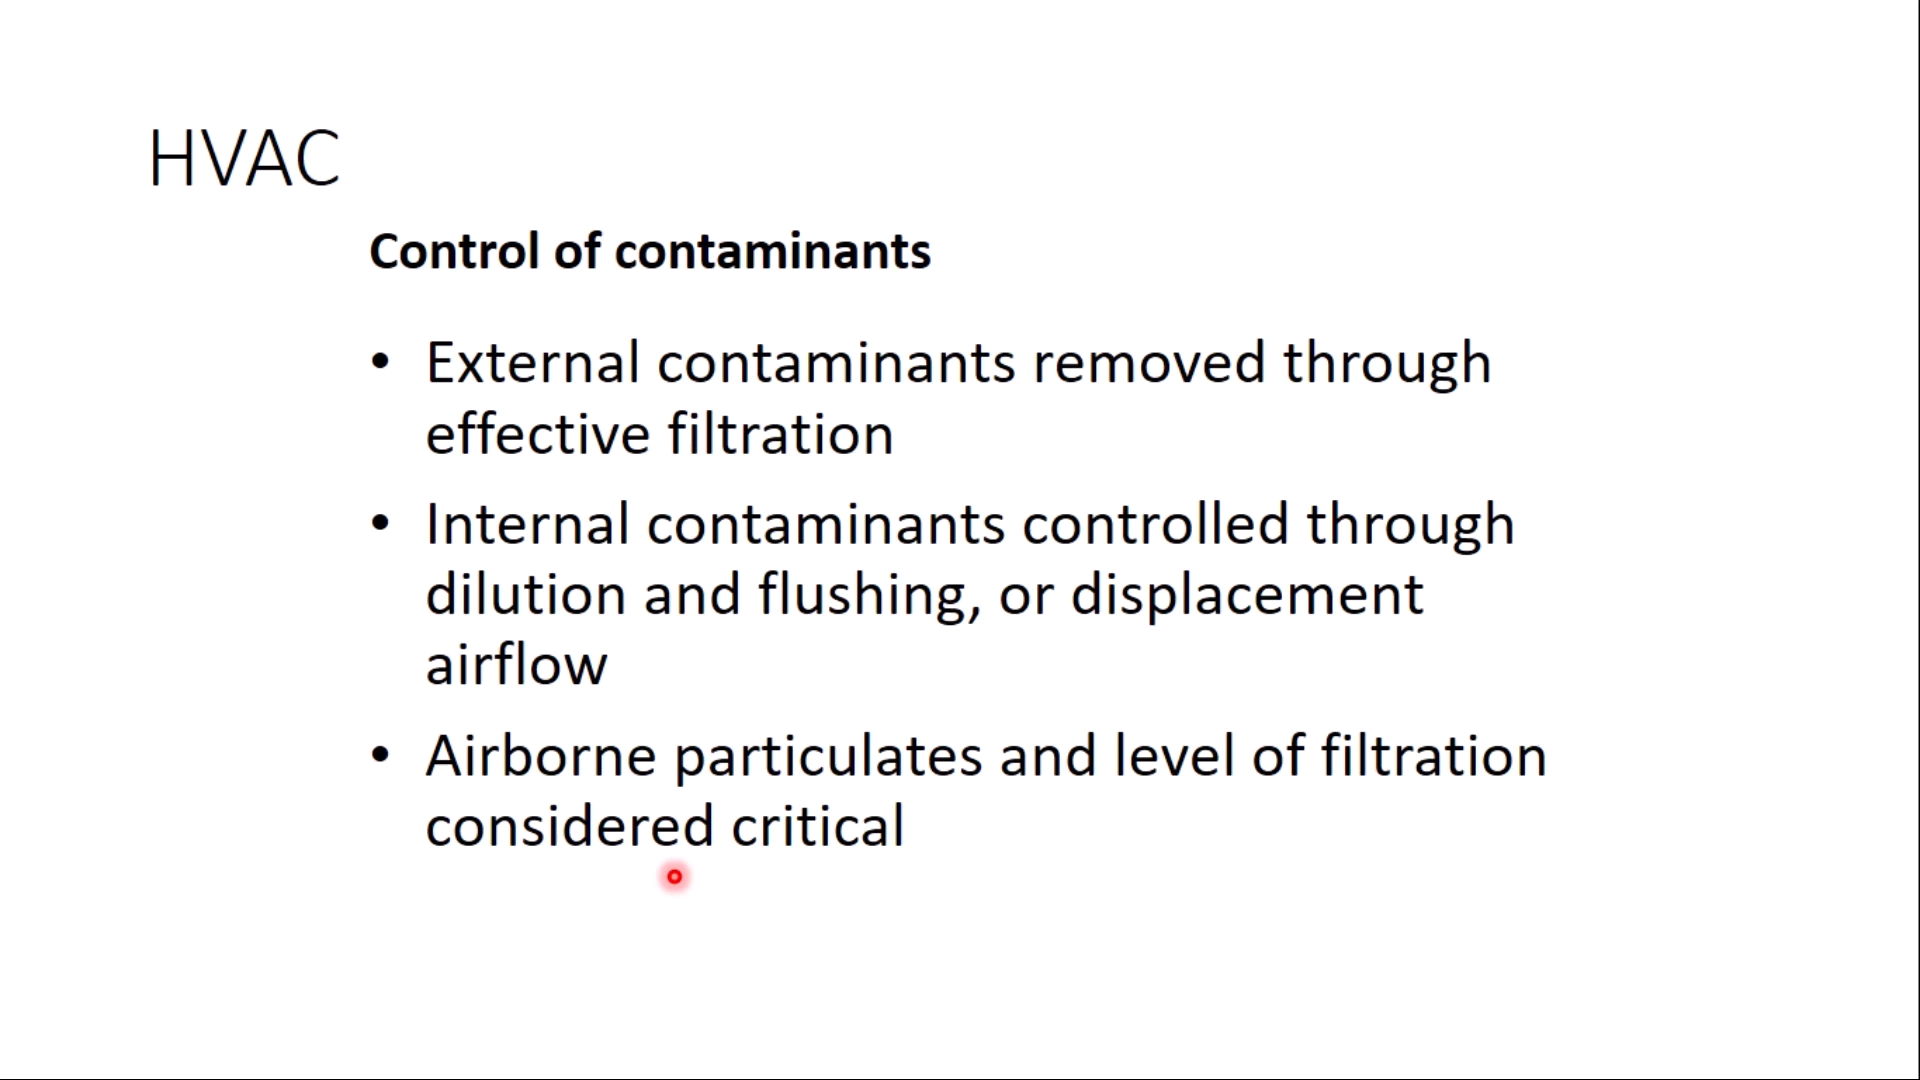 HVAC
Control of contaminants
• External contaminants removed through
effective filtration
• Internal contaminants controlled through
dilution and flushing, or displacement
airflow
• Airborne particulates and level of filtration
considered critical